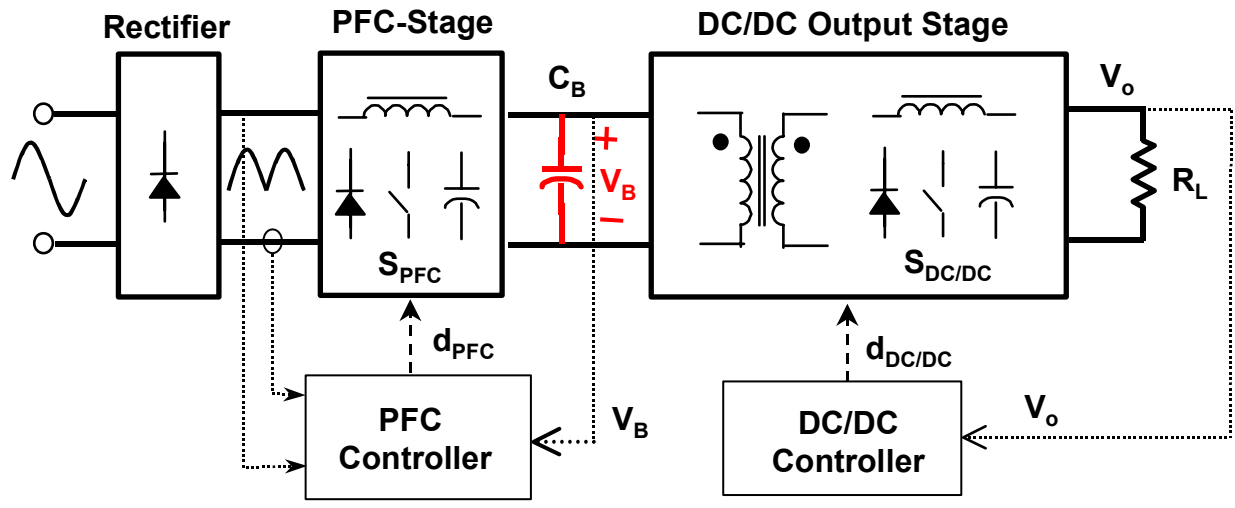 Rectifier
PFC-Stage
DC/DC Output Stage
C_B
V_o
+
V_B
−
R_L
S_PFC
S_DC/DC
d_PFC
d_DC/DC
PFC
Controller
V_B
DC/DC
Controller
V_o